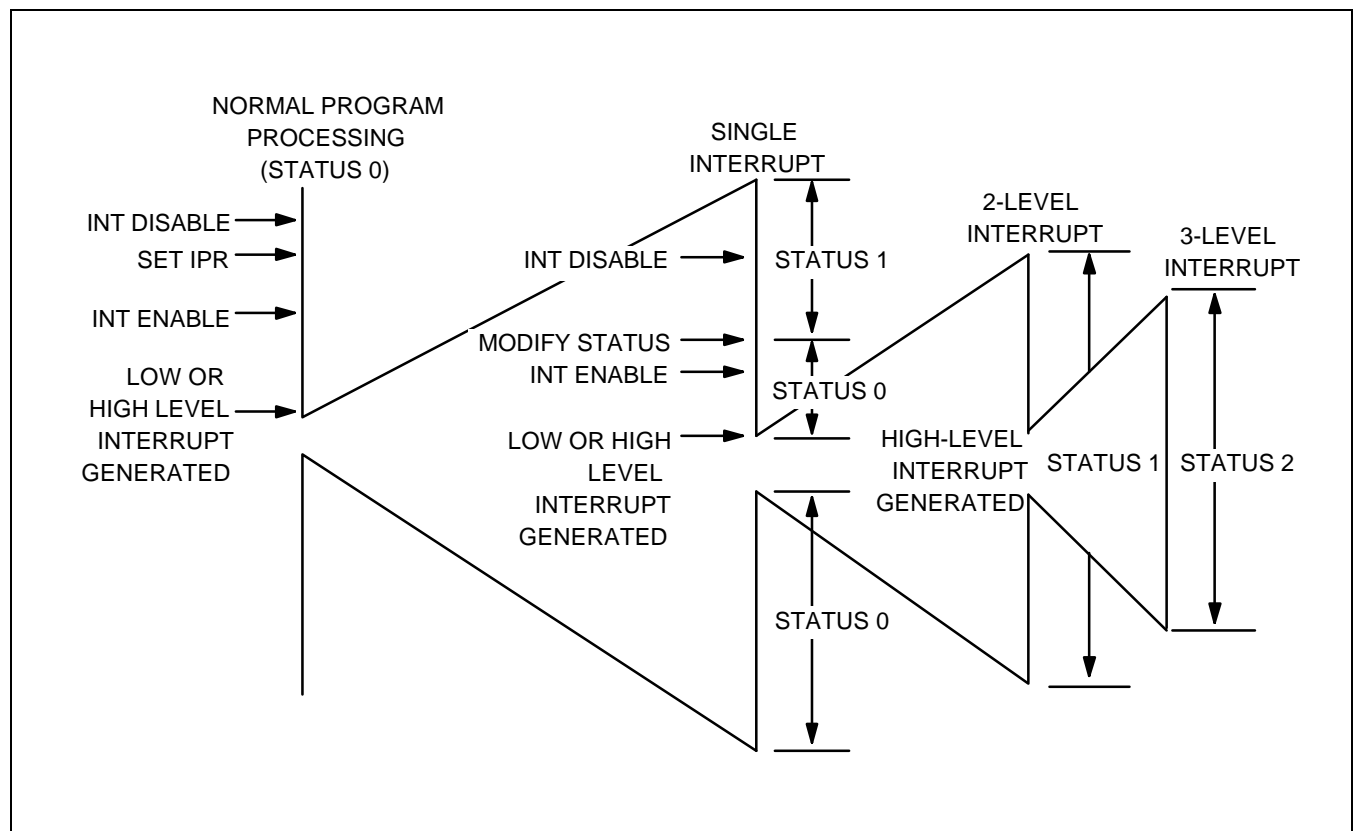 NORMAL PROGRAM
PROCESSING
(STATUS 0)
INT DISABLE
SET IPR
INT ENABLE
LOW OR
HIGH LEVEL
INTERRUPT
GENERATED
SINGLE
INTERRUPT
INT DISABLE
STATUS 1
MODIFY STATUS
INT ENABLE
STATUS 0
LOW OR HIGH
LEVEL
INTERRUPT
GENERATED
STATUS 0
2-LEVEL
INTERRUPT
HIGH-LEVEL
INTERRUPT
GENERATED
STATUS 1
3-LEVEL
INTERRUPT
STATUS 2